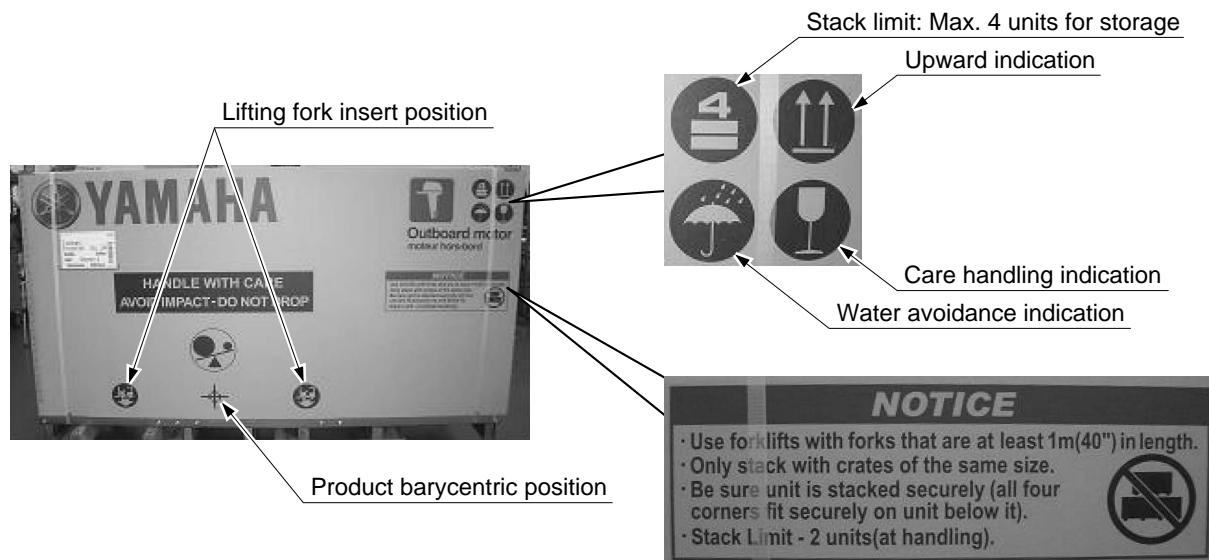 Stack limit: Max. 4 units for storage
Upward indication
Lifting fork insert position
4
YAMAHA
Outboard motor
moteur hors-bord
HANDLE WITH CARE
AVOID IMPACT-DO NOT DROP
NOTICE
Care handling indication
Water avoidance indication
Product barycentric position
NOTICE
· Use forklifts with forks that are at least 1m(40") in length.
· Only stack with crates of the same size.
· Be sure unit is stacked securely (all four
corners fit securely on unit below it).
· Stack Limit - 2 units(at handling).